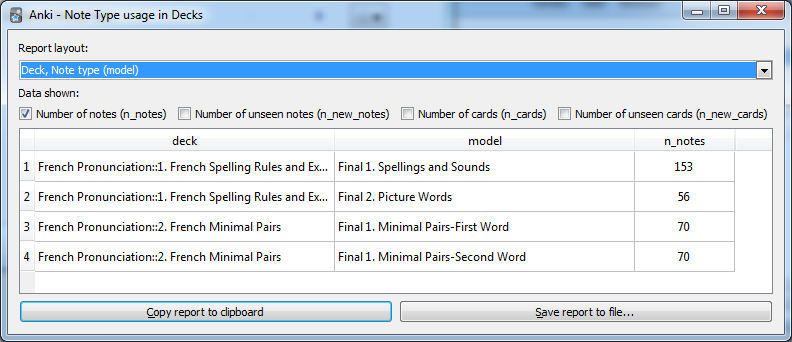 Anki - Note Type usage in Decks
Report layout:
Deck, Note type (model)
Data shown:
Number of notes (n_notes) Number of unseen notes (n_new_notes) Number of cards (n_cards) Number of unseen cards (n_new_cards)
deck model n_notes
1 French Pronunciation::1. French Spelling Rules and Ex... Final 1. Spellings and Sounds 153
2 French Pronunciation::1. French Spelling Rules and Ex... Final 2. Picture Words 56
3 French Pronunciation::2. French Minimal Pairs Final 1. Minimal Pairs-First Word 70
4 French Pronunciation::2. French Minimal Pairs Final 1. Minimal Pairs-Second Word 70
Copy report to clipboard Save report to file...